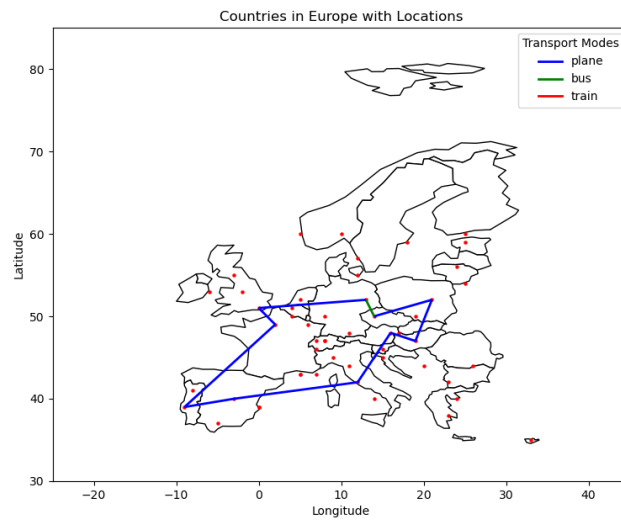 Countries in Europe with Locations
Transport Modes
plane
bus
train
Latitude
80
70
60
50
40
30
−20
−10
0
10
20
30
40
Longitude